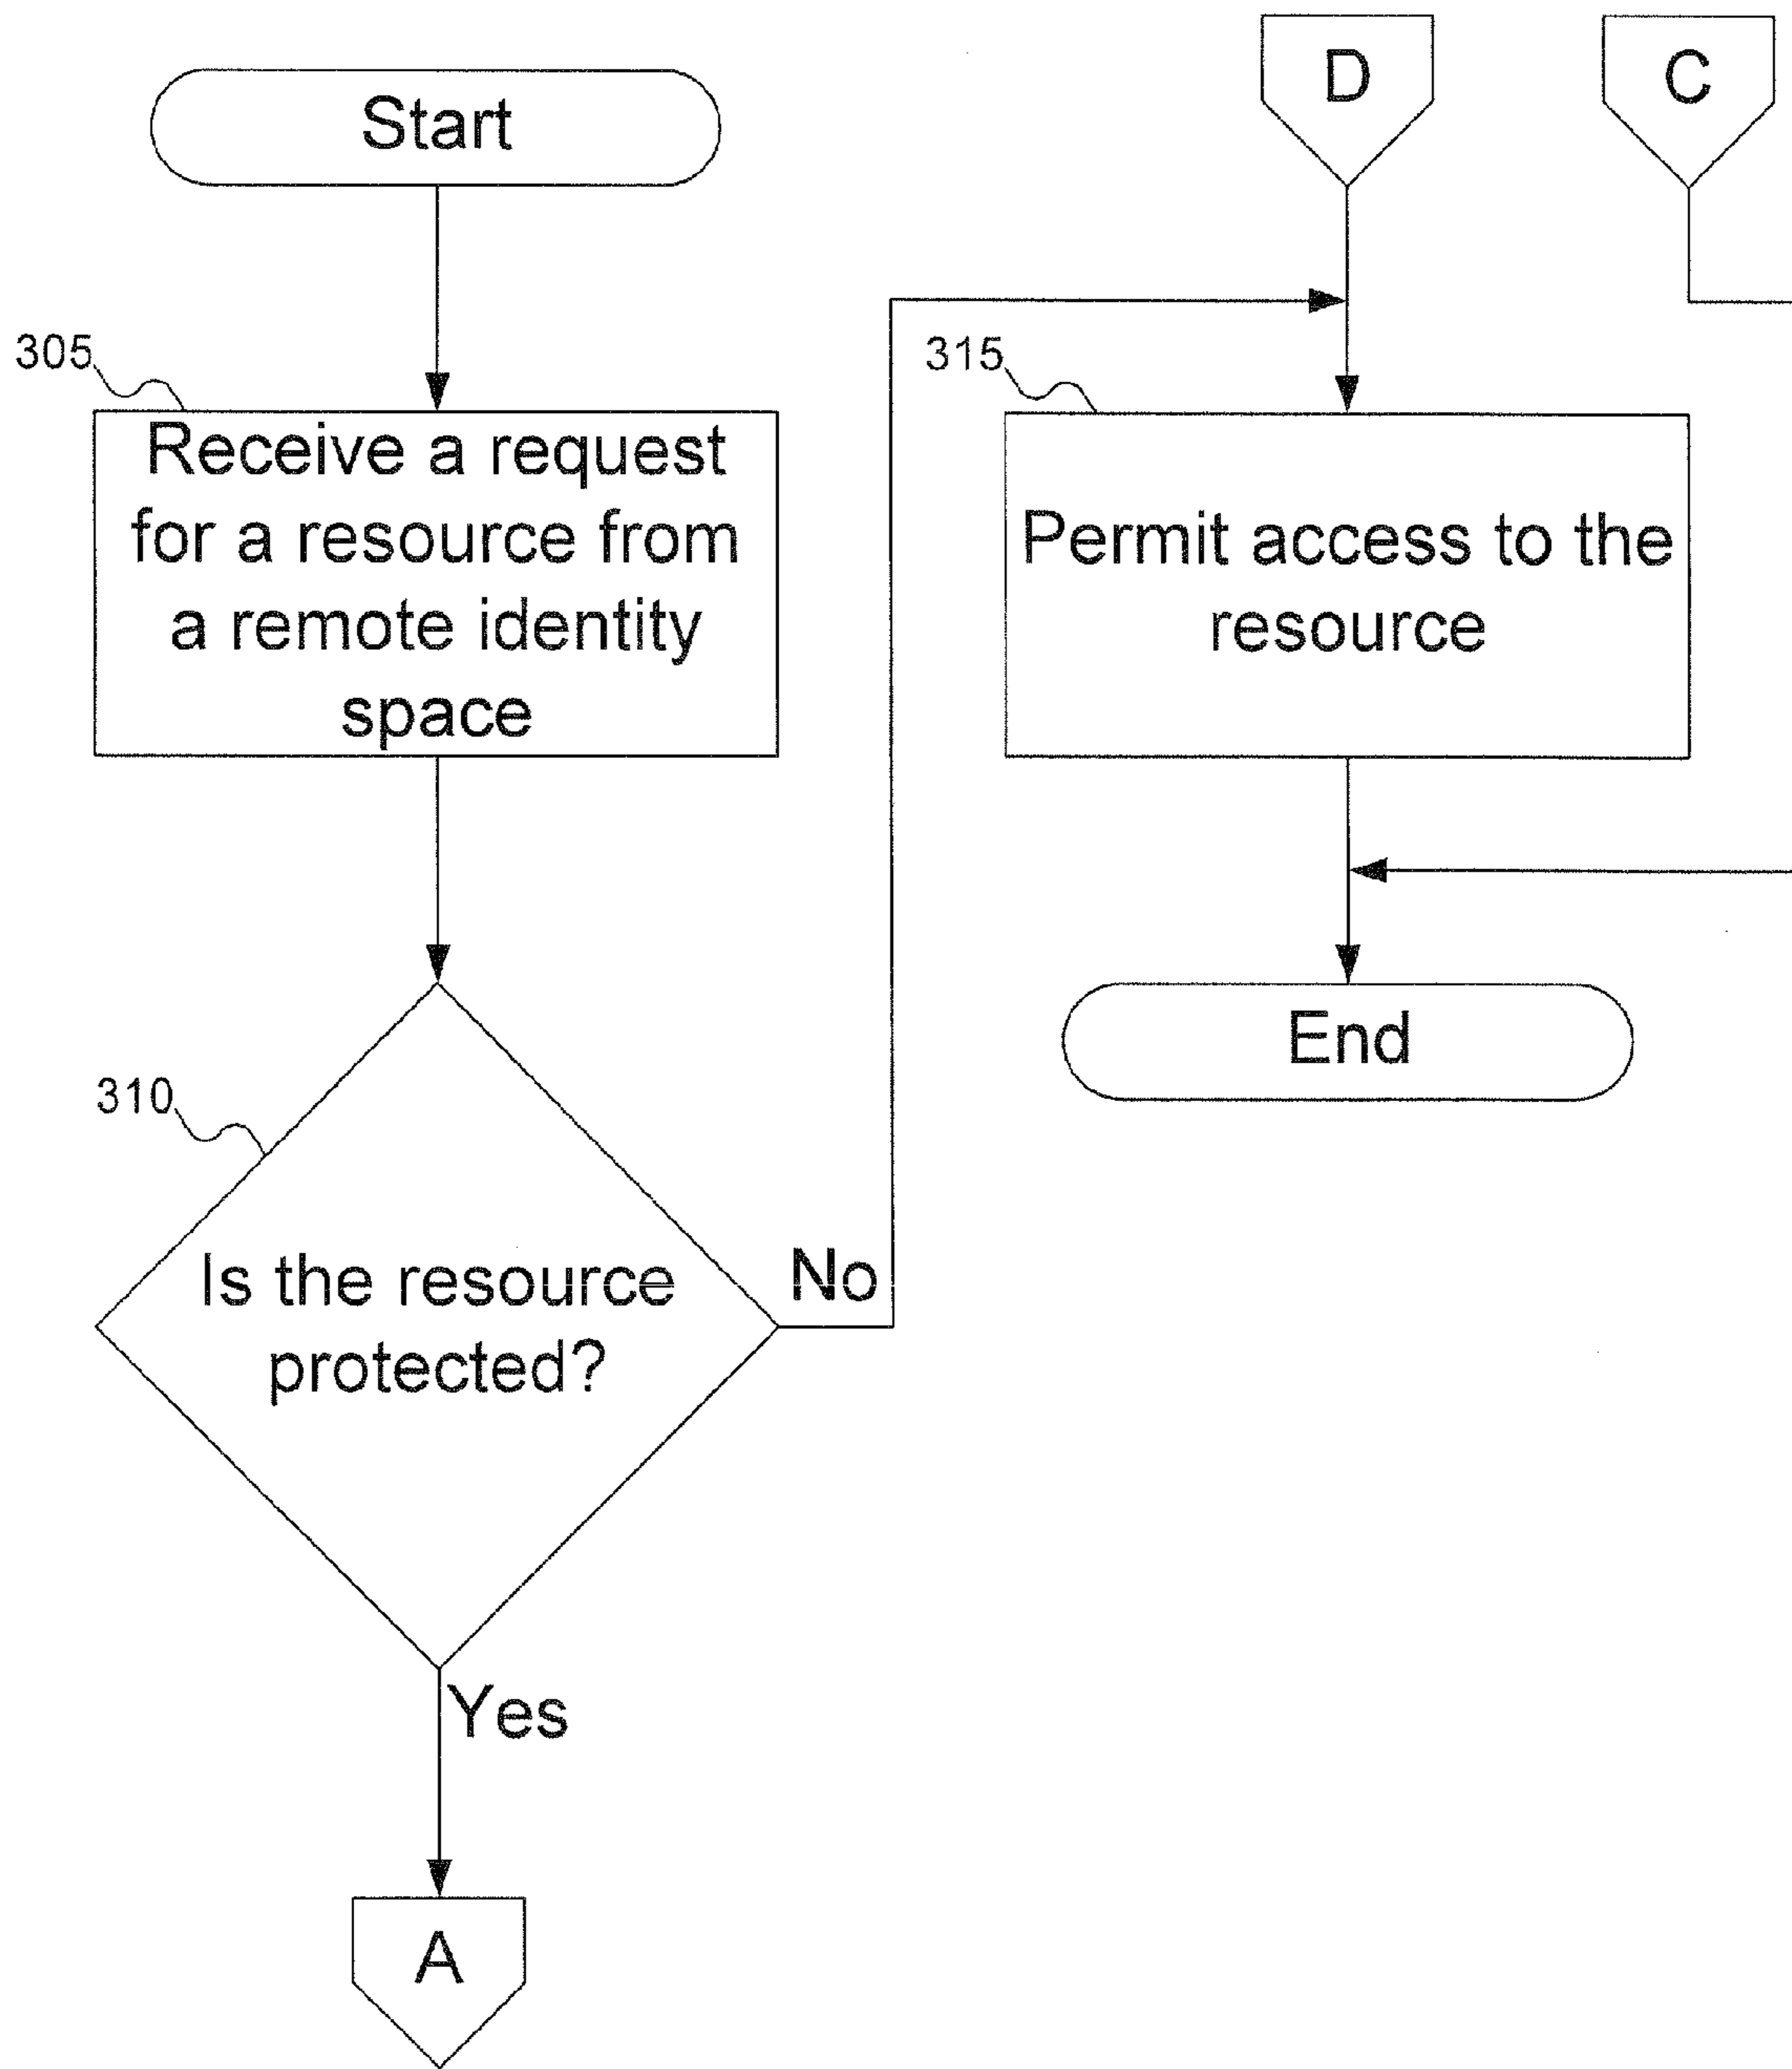 Start
305
Receive a request
for a resource from
a remote identity
space
310
Is the resource
protected?
No
Yes
A
D
C
315
Permit access to the
resource
End